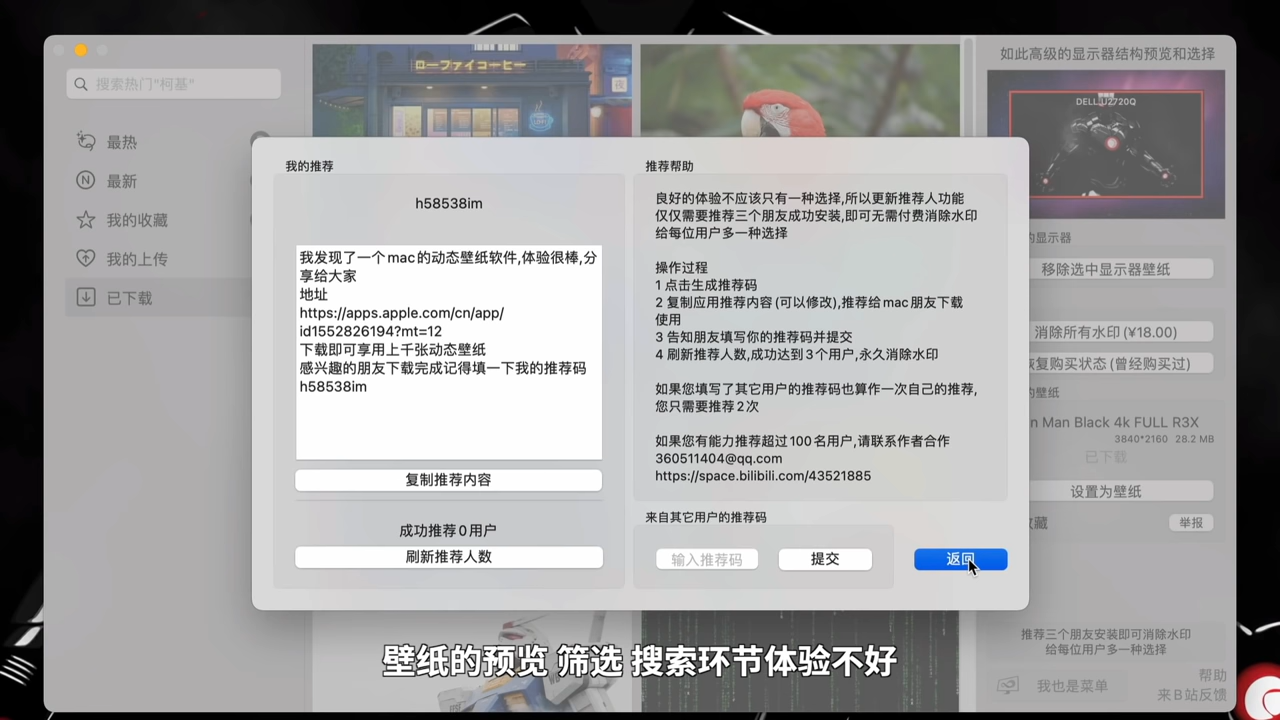 搜索热门"柯基"
最热
最新
我的收藏
我的上传
已下载
ローファイコーヒー
夜
如此高级的显示器结构预览和选择
DELL U2720Q
的显示器
移除选中显示器壁纸
消除所有水印 (¥18.00)
恢复购买状态 (曾经购买过)
的壁纸
n Man Black 4k FULL R3X
3840*2160 28.2 MB
已下载
设置为壁纸
藏
举报
推荐三个朋友安装即可消除水印
给每位用户多一种选择
我也是菜单
帮助
来B站反馈
我的推荐
h58538im
我发现了一个mac的动态壁纸软件,体验很棒,分
享给大家
地址
https://apps.apple.com/cn/app/
id1552826194?mt=12
下载即可享用上千张动态壁纸
感兴趣的朋友下载完成记得填一下我的推荐码
h58538im
复制推荐内容
成功推荐0用户
刷新推荐人数
推荐帮助
良好的体验不应该只有一种选择,所以更新推荐人功能
仅仅需要推荐三个朋友成功安装,即可无需付费消除水印
给每位用户多一种选择
操作过程
1 点击生成推荐码
2 复制应用推荐内容 (可以修改),推荐给mac朋友下载
使用
3 告知朋友填写你的推荐码并提交
4 刷新推荐人数,成功达到3个用户,永久消除水印
如果您填写了其它用户的推荐码也算作一次自己的推荐,
您只需要推荐2次
如果您有能力推荐超过100名用户,请联系作者合作
360511404@qq.com
https://space.bilibili.com/43521885
来自其它用户的推荐码
输入推荐码
提交
返回
壁纸的预览 筛选 搜索环节体验不好